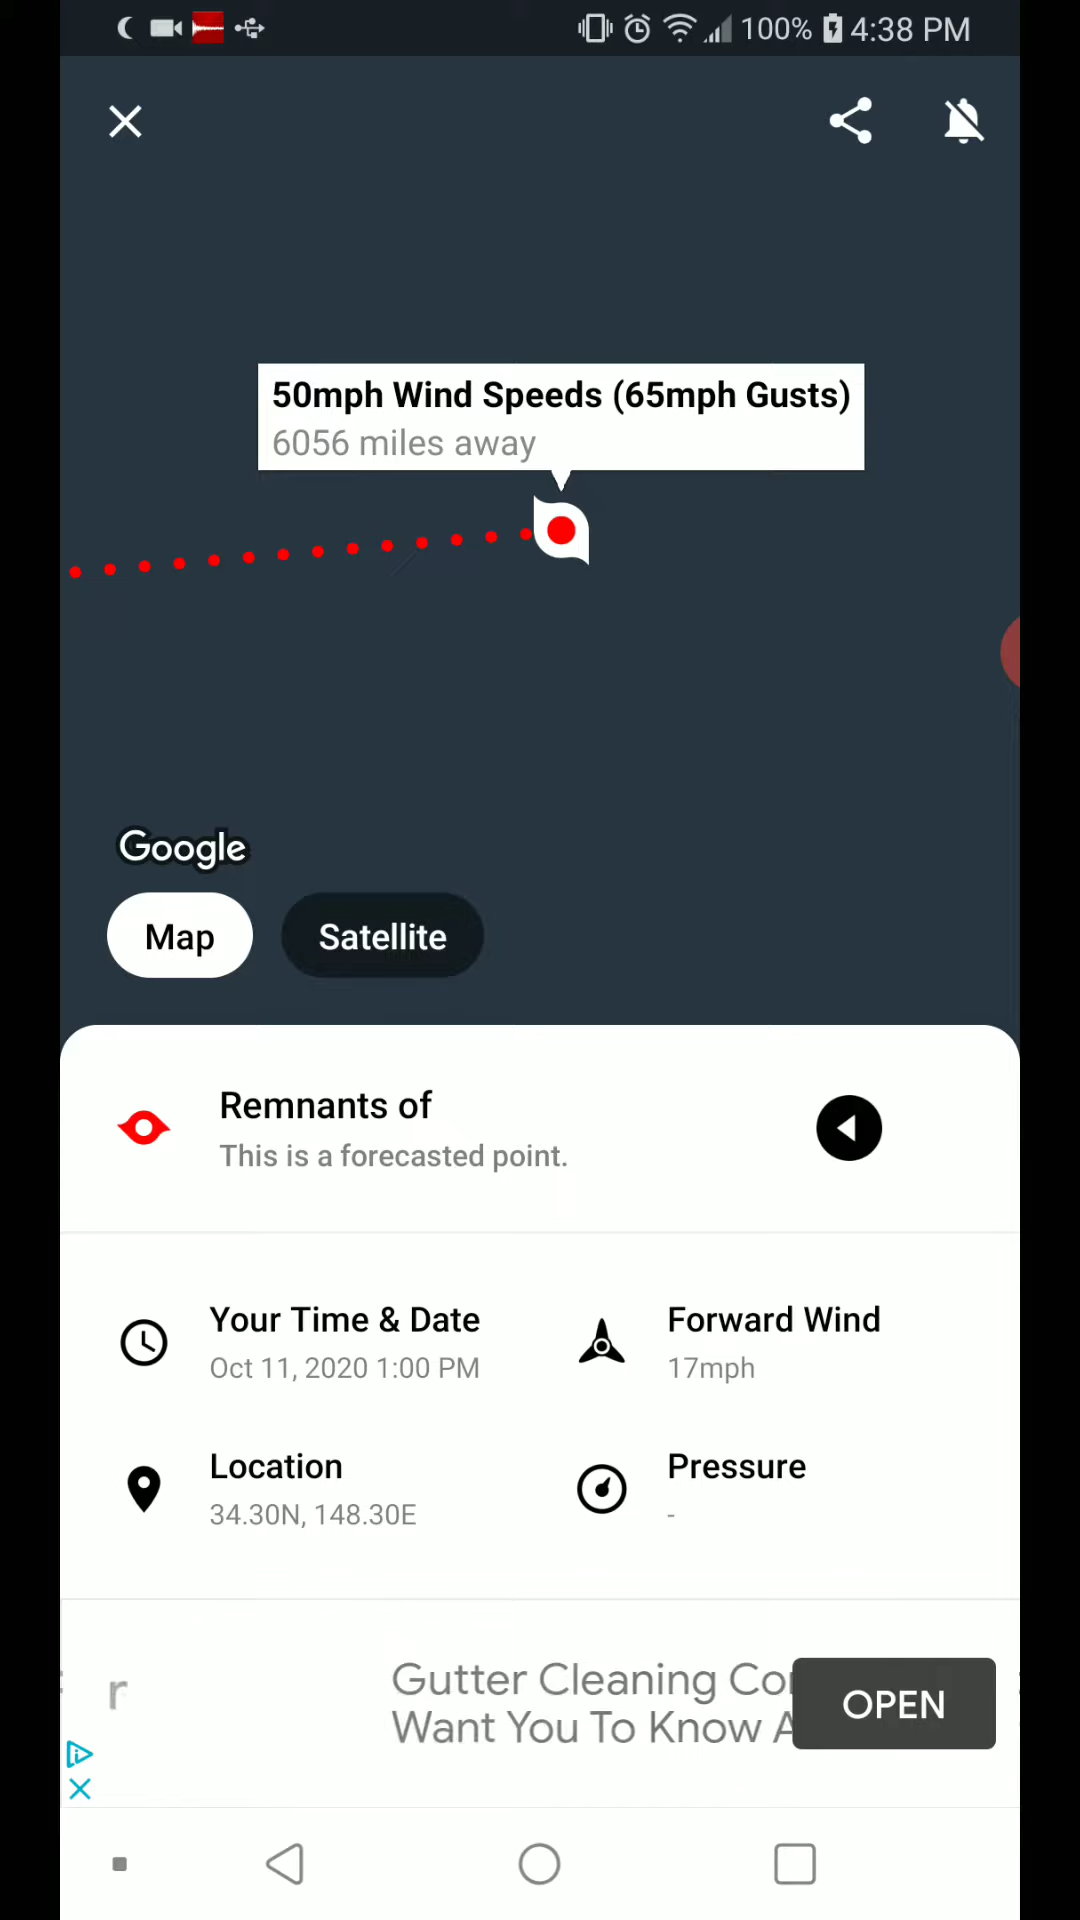 100% 4:38 PM
50mph Wind Speeds (65mph Gusts)
6056 miles away
Google
Map Satellite
Remnants of
This is a forecasted point.
Your Time & Date
Oct 11, 2020 1:00 PM
Forward Wind
17mph
Location
34.30N, 148.30E
Pressure
-
r
Gutter Cleaning
Want You To Know
OPEN